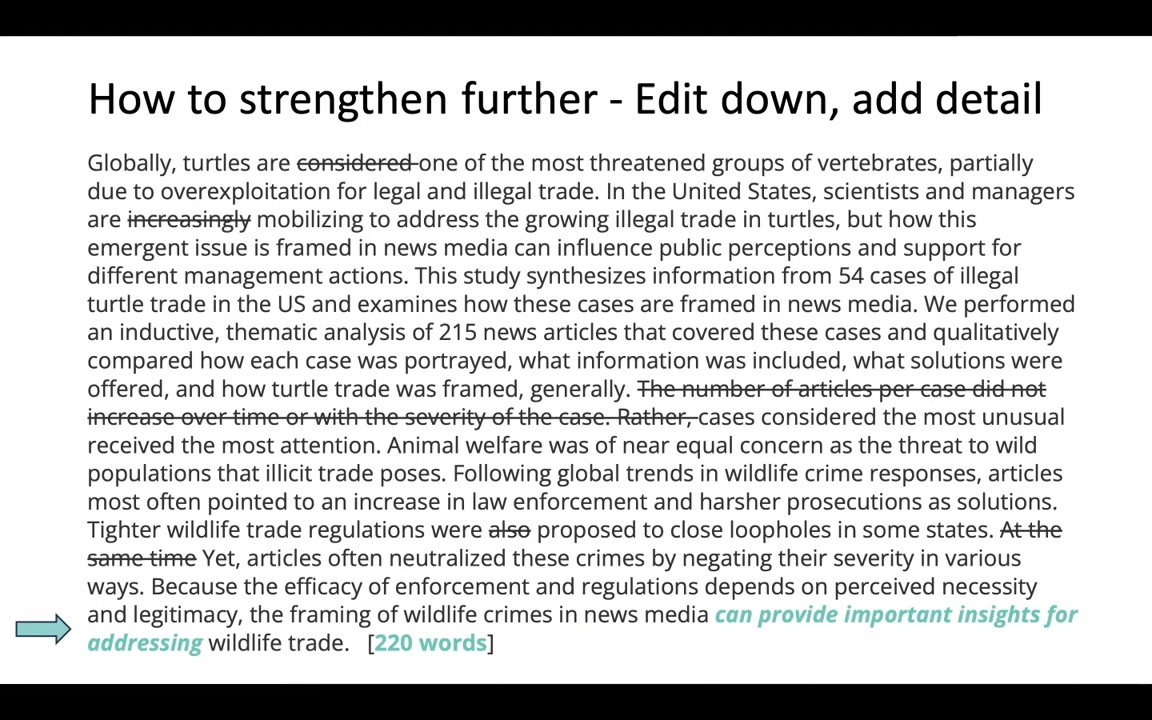 How to strengthen further - Edit down, add detail
Globally, turtles are considered one of the most threatened groups of vertebrates, partially
due to overexploitation for legal and illegal trade. In the United States, scientists and managers
are increasingly mobilizing to address the growing illegal trade in turtles, but how this
emergent issue is framed in news media can influence public perceptions and support for
different management actions. This study synthesizes information from 54 cases of illegal
turtle trade in the US and examines how these cases are framed in news media. We performed
an inductive, thematic analysis of 215 news articles that covered these cases and qualitatively
compared how each case was portrayed, what information was included, what solutions were
offered, and how turtle trade was framed, generally. The number of articles per case did not
increase over time or with the severity of the case. Rather, cases considered the most unusual
received the most attention. Animal welfare was of near equal concern as the threat to wild
populations that illicit trade poses. Following global trends in wildlife crime responses, articles
most often pointed to an increase in law enforcement and harsher prosecutions as solutions.
Tighter wildlife trade regulations were also proposed to close loopholes in some states. At the
same time Yet, articles often neutralized these crimes by negating their severity in various
ways. Because the efficacy of enforcement and regulations depends on perceived necessity
and legitimacy, the framing of wildlife crimes in news media can provide important insights for
addressing wildlife trade. [220 words]